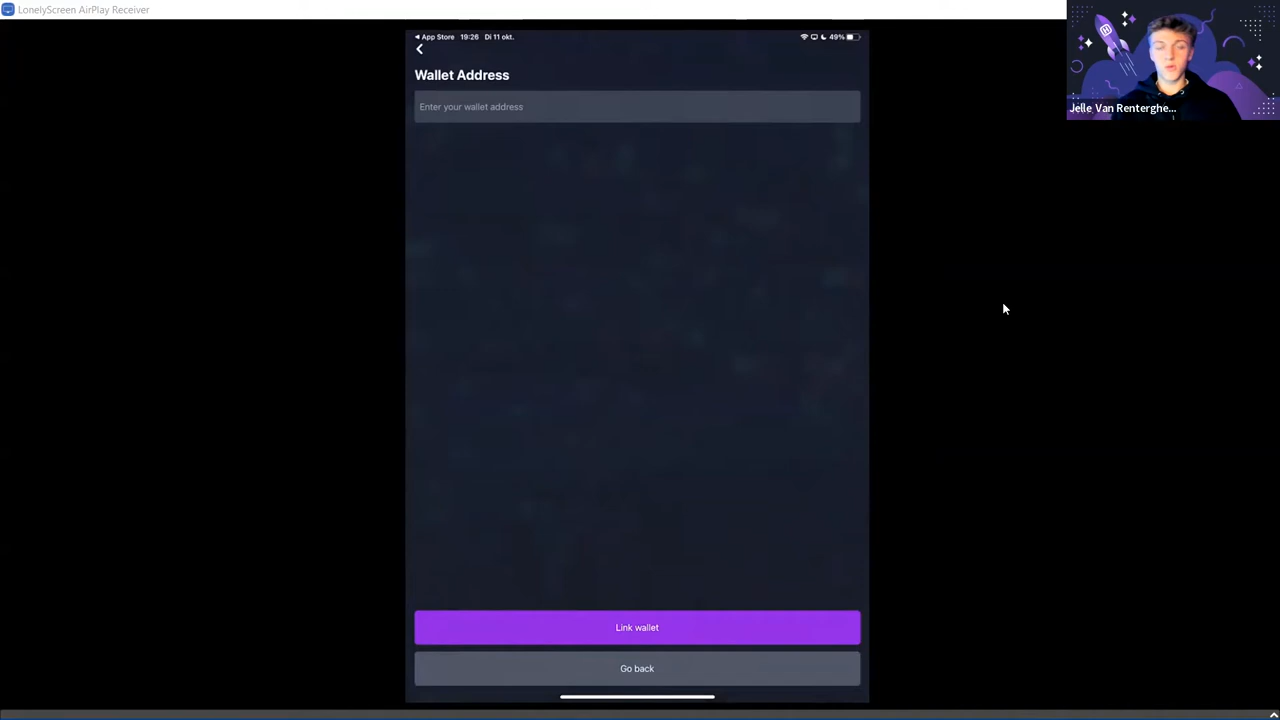 LonelyScreen AirPlay Receiver
App Store 19:26 Di 11 okt. 49%
Wallet Address
Enter your wallet address
Link wallet
Go back
Jelle Van Renterghe...